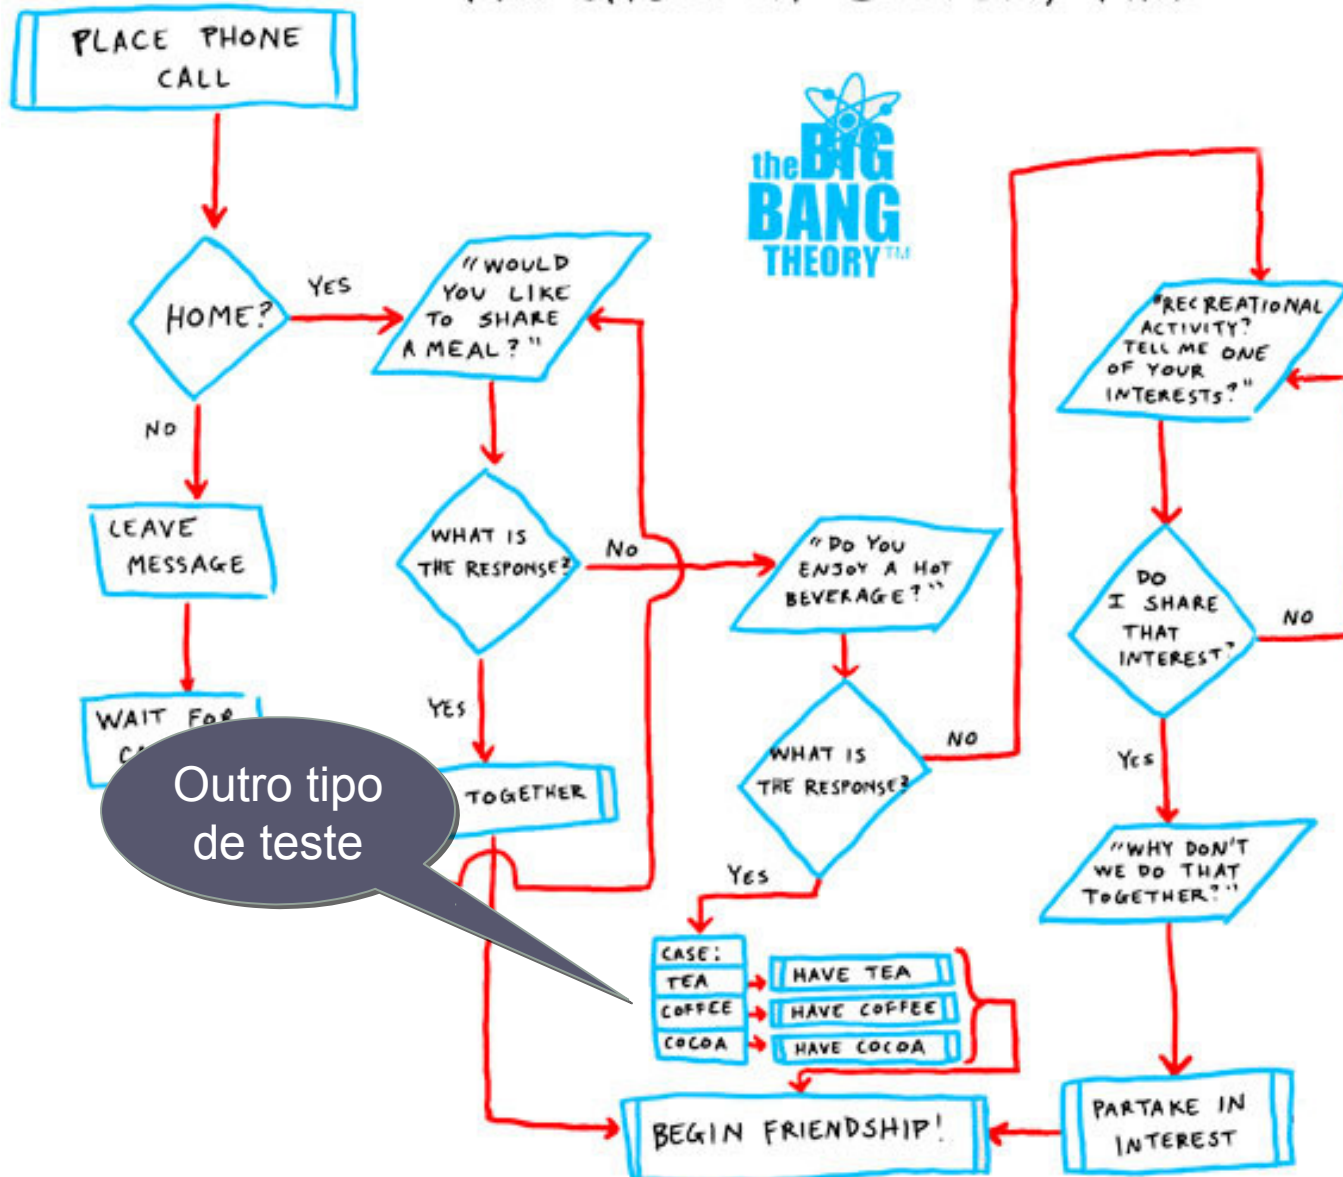 PLACE PHONE
CALL
the BIG
BANG
THEORY TM
HOME?
YES
"WOULD
YOU LIKE
TO SHARE
A MEAL?"
"RECREATIONAL
ACTIVITY?
TELL ME ONE
OF YOUR
INTERESTS?"
NO
LEAVE
MESSAGE
WHAT IS
THE RESPONSE?
NO
"DO YOU
ENJOY A HOT
BEVERAGE?"
DO
I SHARE
THAT
INTEREST?
NO
WAIT FOR
YES
TOGETHER
Outro tipo
de teste
WHAT IS
THE RESPONSE?
NO
YES
YES
"WHY DON'T
WE DO THAT
TOGETHER?"
CASE:
TEA
HAVE TEA
COFFEE
HAVE COFFEE
COCOA
HAVE COCOA
BEGIN FRIENDSHIP!
PARTAKE IN
INTEREST